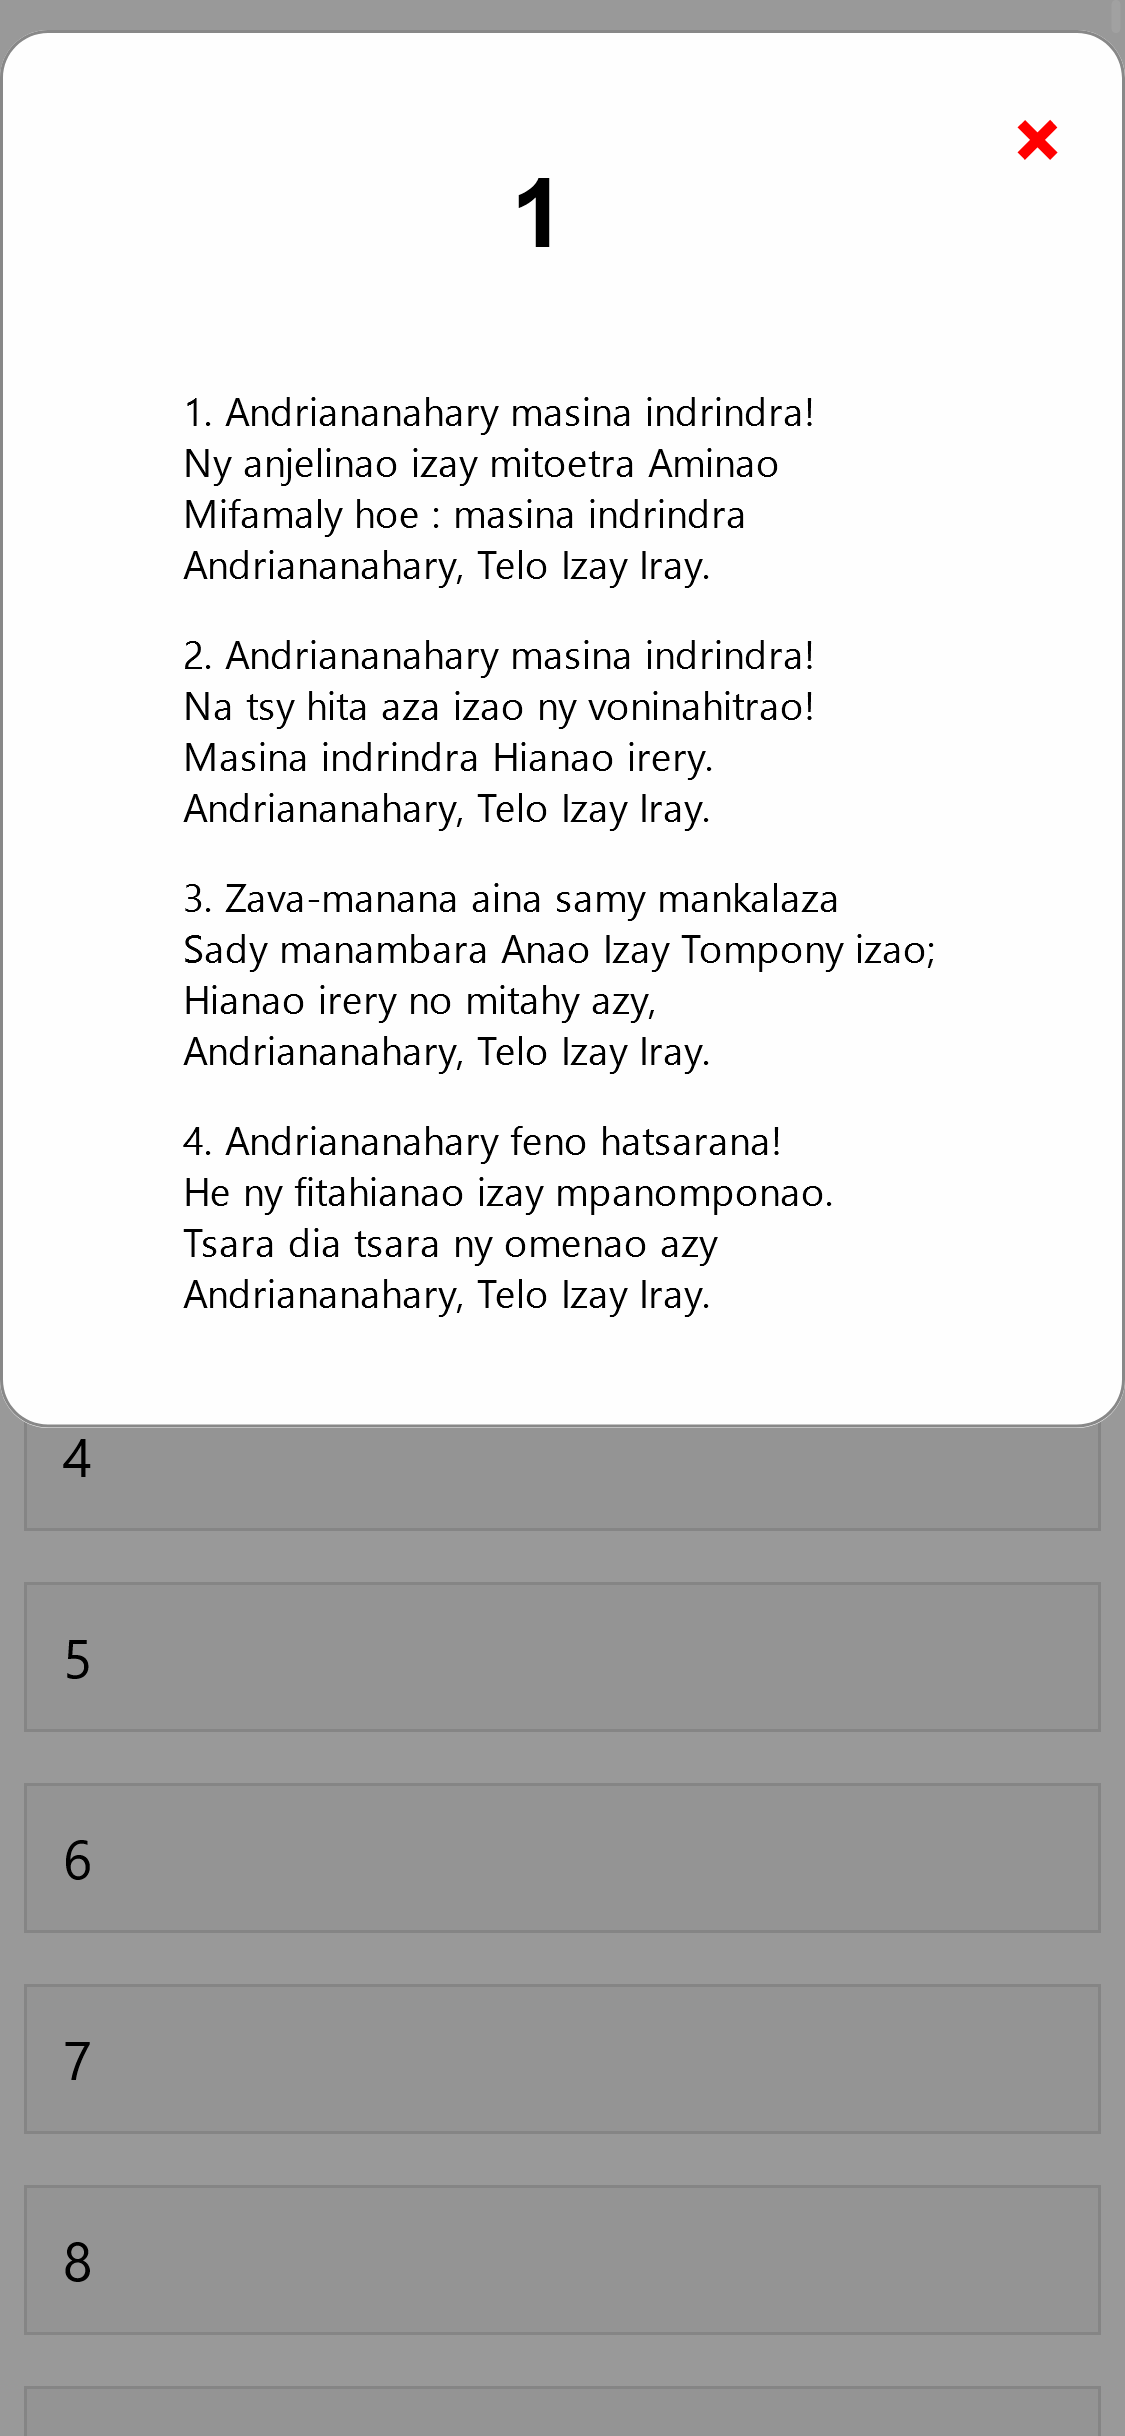 1
1. Andriananahary masina indrindra!
Ny anjelinao izay mitoetra Aminao
Mifamaly hoe : masina indrindra
Andriananahary, Telo Izay Iray.
2. Andriananahary masina indrindra!
Na tsy hita aza izao ny voninahitrao!
Masina indrindra Hianao irery.
Andriananahary, Telo Izay Iray.
3. Zava-manana aina samy mankalaza
Sady manambara Anao Izay Tompony izao;
Hianao irery no mitahy azy,
Andriananahary, Telo Izay Iray.
4. Andriananahary feno hatsarana!
He ny fitahianao izay mpanomponao.
Tsara dia tsara ny omenao azy
Andriananahary, Telo Izay Iray.
4
5
6
7
8